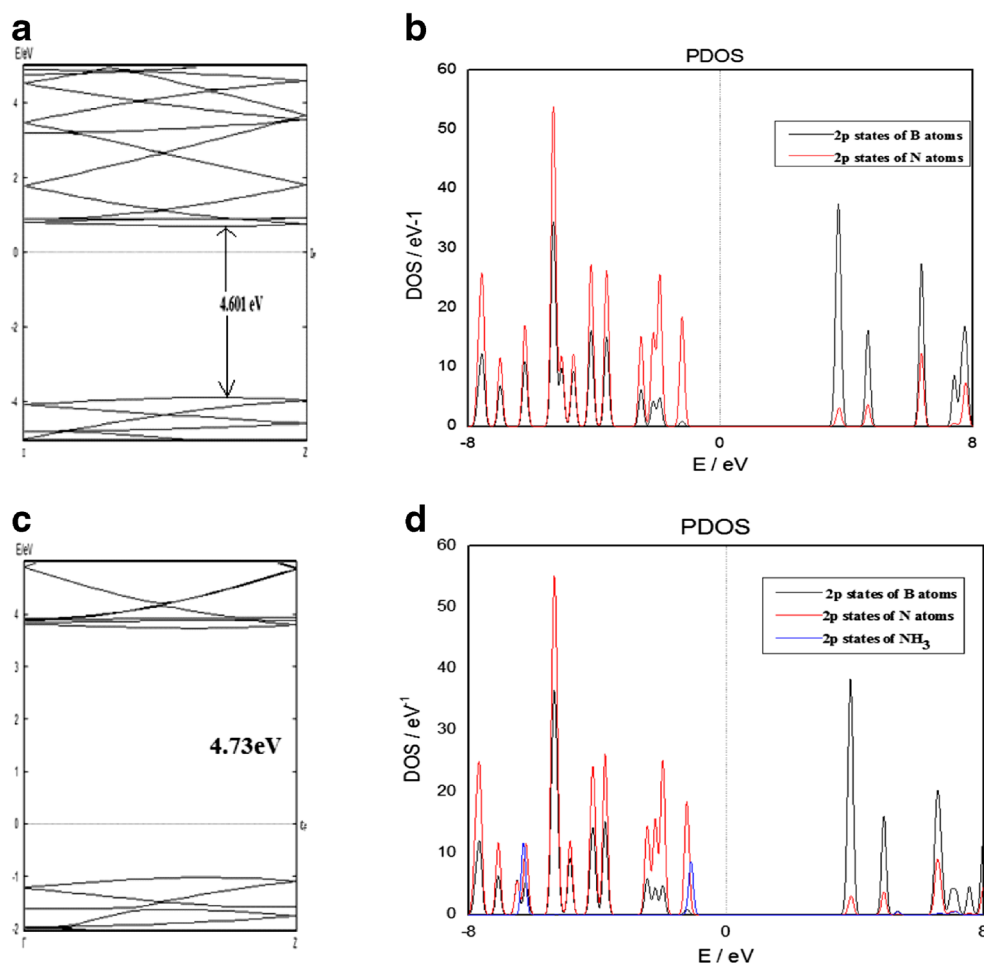 a
E/eV
4
2
0
-2
-4
4.601 eV
Z
b
PDOS
60
50
40
30
20
10
0
DOS / eV-1
2p states of B atoms
2p states of N atoms
-8
0
8
E / eV
c
E/eV
4
3
2
1
0
-1
-2
4.73eV
Γ
Z
d
PDOS
60
50
40
30
20
10
0
DOS / eV⁻¹
2p states of B atoms
2p states of N atoms
2p states of NH₃
-8
0
8
E / eV